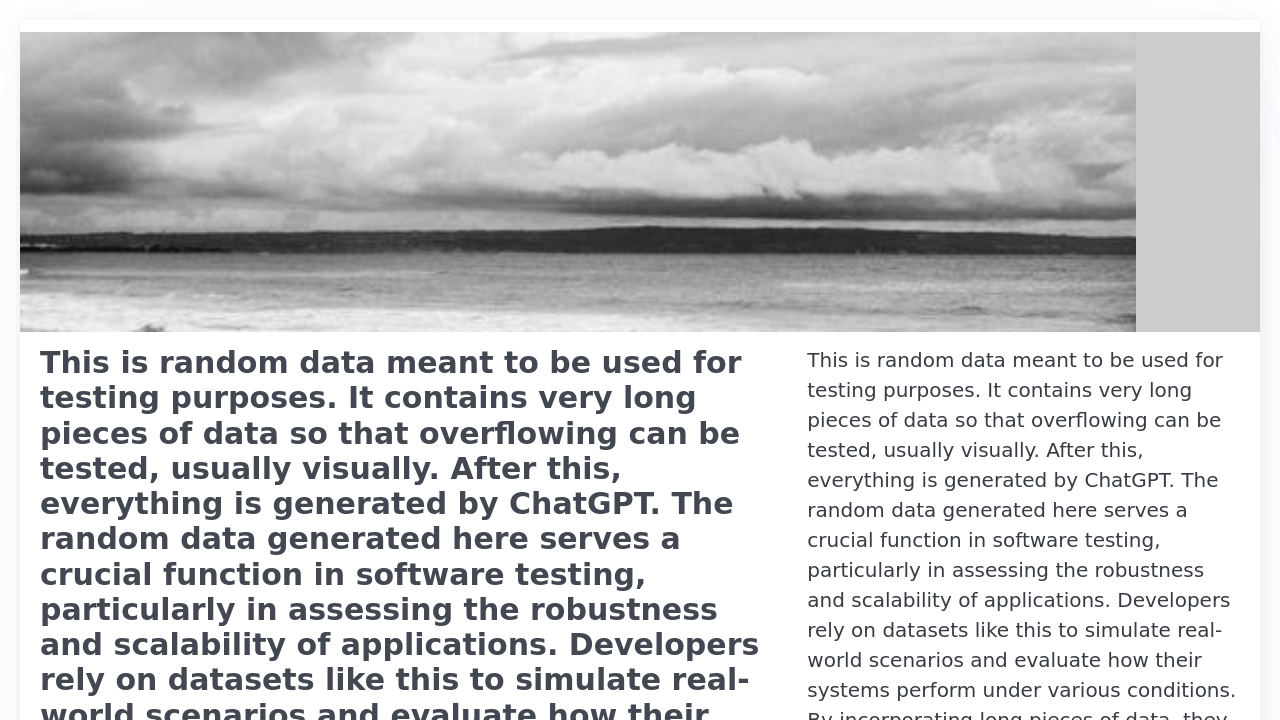 This is random data meant to be used for
testing purposes. It contains very long
pieces of data so that overflowing can be
tested, usually visually. After this,
everything is generated by ChatGPT. The
random data generated here serves a
crucial function in software testing,
particularly in assessing the robustness
and scalability of applications. Developers
rely on datasets like this to simulate real-
world scenarios and evaluate how their
This is random data meant to be used for
testing purposes. It contains very long
pieces of data so that overflowing can be
tested, usually visually. After this,
everything is generated by ChatGPT. The
random data generated here serves a
crucial function in software testing,
particularly in assessing the robustness
and scalability of applications. Developers
rely on datasets like this to simulate real-
world scenarios and evaluate how their
systems perform under various conditions.
By incorporating long pieces of data, they